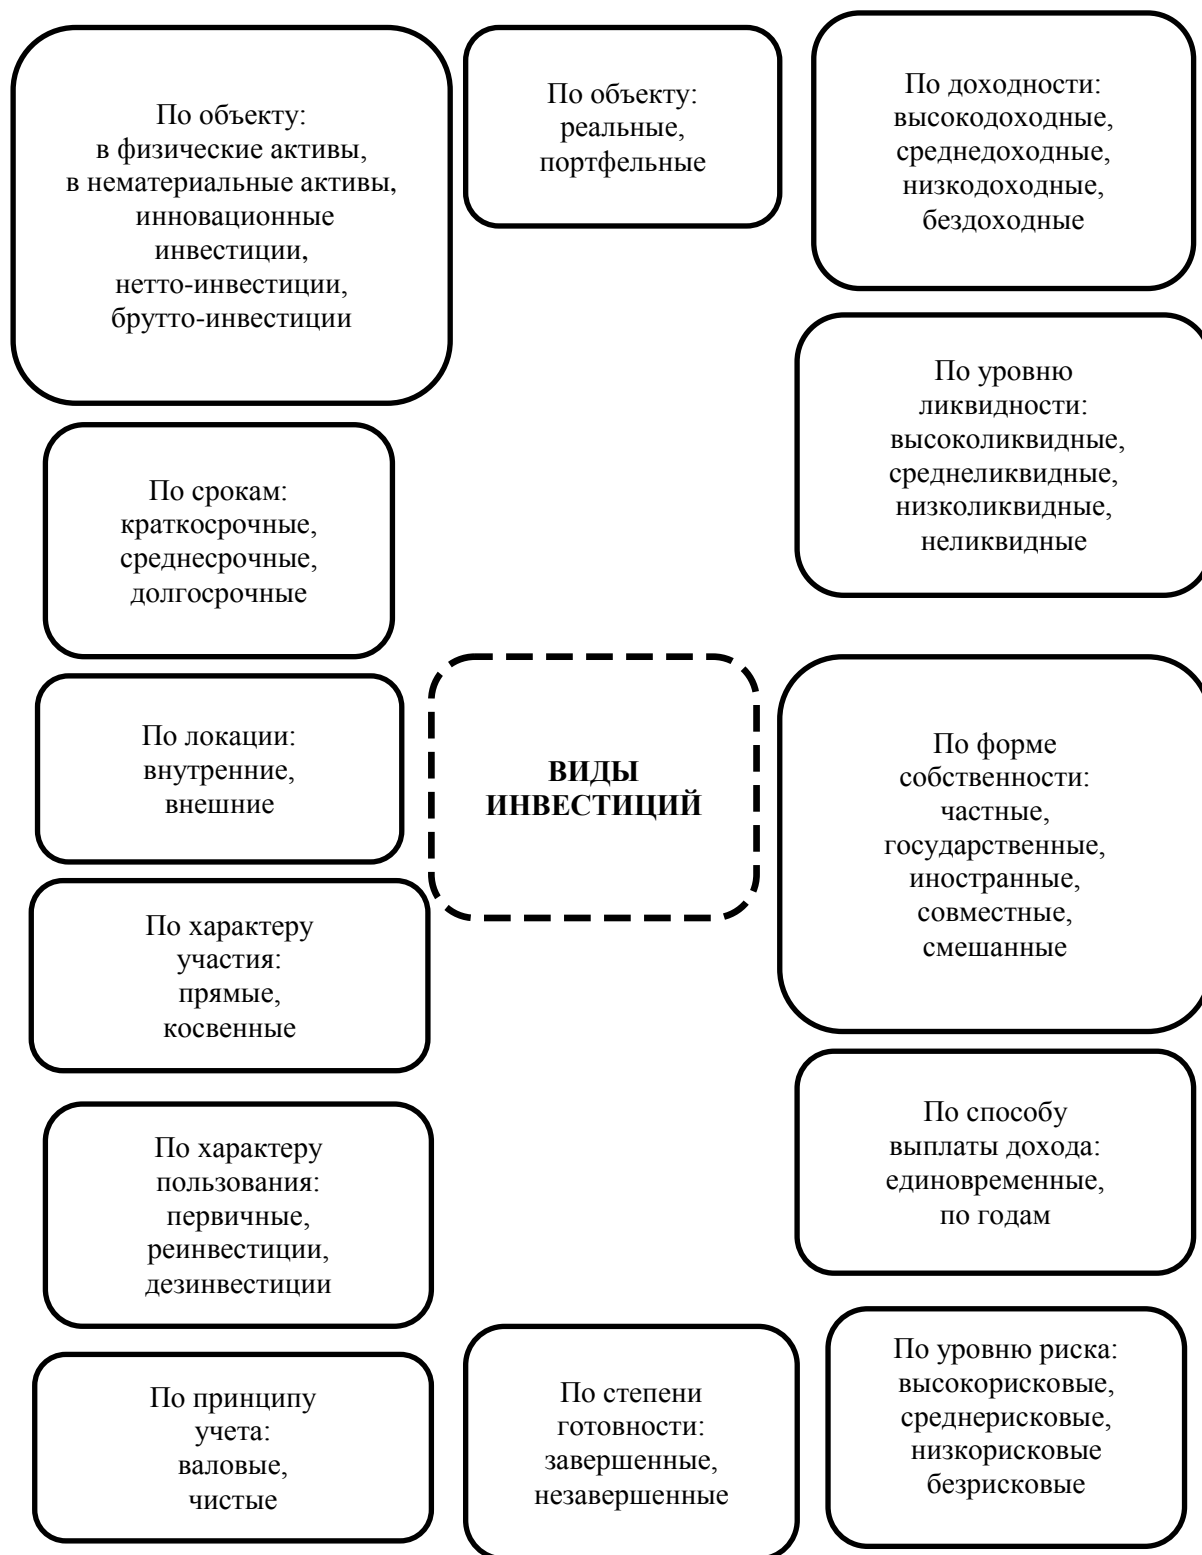 По объекту:
в физические активы,
в нематериальные активы,
инновационные
инвестиции,
нетто-инвестиции,
брутто-инвестиции
По объекту:
реальные,
портфельные
По доходности:
высокодоходные,
среднедоходные,
низкодоходные,
бездоходные
По уровню
ликвидности:
высоколиквидные,
среднеликвидные,
низколиквидные,
неликвидные
По срокам:
краткосрочные,
среднесрочные,
долгосрочные
По локации:
внутренние,
внешние
ВИДЫ
ИНВЕСТИЦИЙ
По форме
собственности:
частные,
государственные,
иностранные,
совместные,
смешанные
По характеру
участия:
прямые,
косвенные
По способу
выплаты дохода:
единовременные,
по годам
По характеру
пользования:
первичные,
реинвестиции,
дезинвестиции
По принципу
учета:
валовые,
чистые
По степени
готовности:
завершенные,
незавершенные
По уровню риска:
высокорисковые,
среднерисковые,
низкорисковые
безрисковые